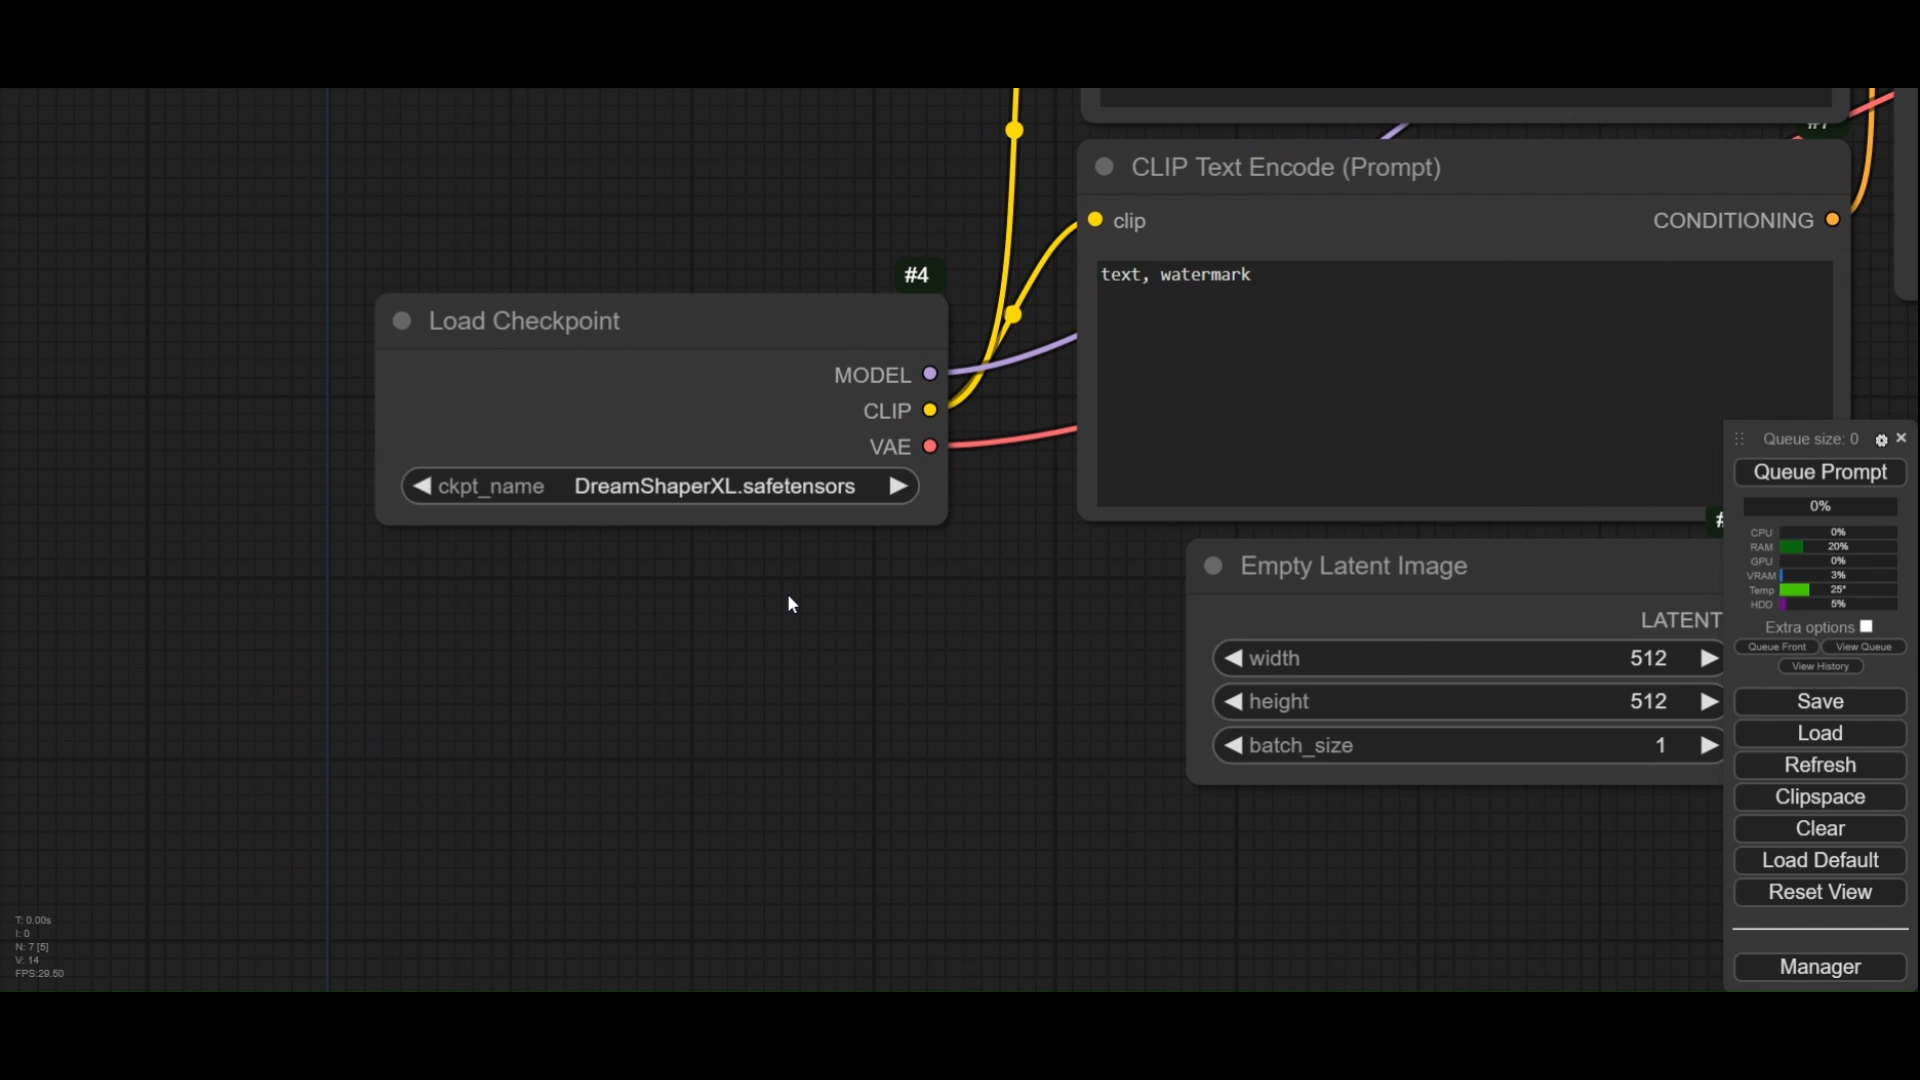 #7
CLIP Text Encode (Prompt)
clip
CONDITIONING
text, watermark
#4
Load Checkpoint
MODEL
CLIP
VAE
ckpt_name DreamShaperXL.safetensors
#
Empty Latent Image
LATENT
width 512
height 512
batch_size 1
Queue size: 0
Queue Prompt
0%
CPU 0%
RAM 20%
GPU 0%
VRAM 3%
Temp 25°
HDD 5%
Extra options
Queue Front View Queue
View History
Save
Load
Refresh
Clipspace
Clear
Load Default
Reset View
Manager
T: 0.00s
I: 0
N: 7 [5]
V: 14
FPS:29.50